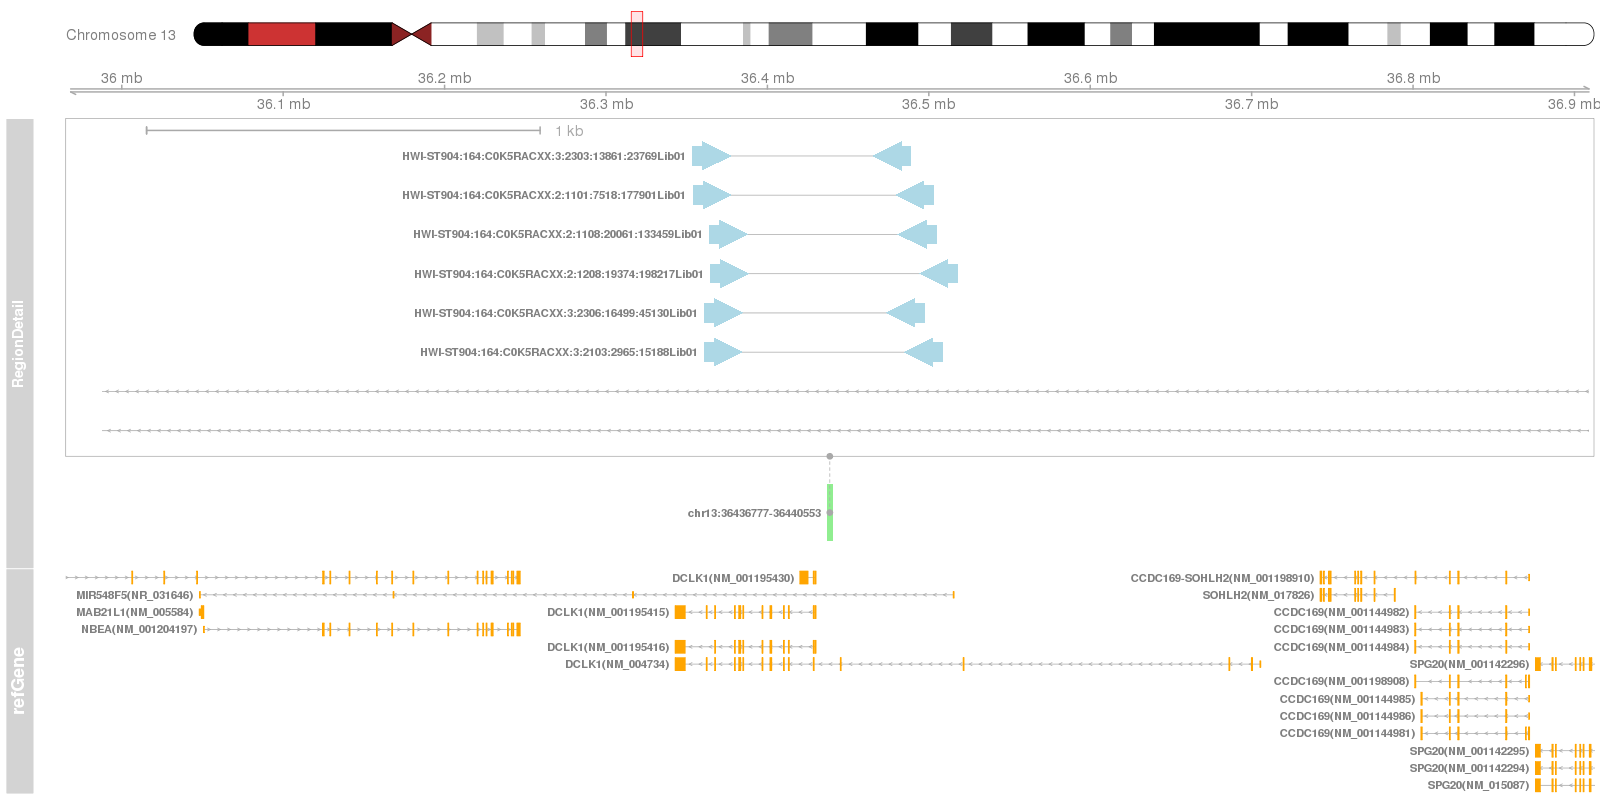 Chromosome 13
36 mb
36.2 mb
36.4 mb
36.6 mb
36.8 mb
36.1 mb
36.3 mb
36.5 mb
36.7 mb
36.9 mb
RegionDetail
1 kb
HWI-ST904:164:C0K5RACXX:3:2303:13861:23769Lib01
HWI-ST904:164:C0K5RACXX:2:1101:7518:177901Lib01
HWI-ST904:164:C0K5RACXX:2:1108:20061:133459Lib01
HWI-ST904:164:C0K5RACXX:2:1208:19374:198217Lib01
HWI-ST904:164:C0K5RACXX:3:2306:16499:45130Lib01
HWI-ST904:164:C0K5RACXX:3:2103:2965:15188Lib01
chr13:36436777-36440553
refGene
DCLK1(NM_001195430)
CCDC169-SOHLH2(NM_001198910)
MIR548F5(NR_031646)
SOHLH2(NM_017826)
MAB21L1(NM_005584)
DCLK1(NM_001195415)
CCDC169(NM_001144982)
NBEA(NM_001204197)
CCDC169(NM_001144983)
DCLK1(NM_001195416)
CCDC169(NM_001144984)
DCLK1(NM_004734)
SPG20(NM_001142296)
CCDC169(NM_001198908)
CCDC169(NM_001144985)
CCDC169(NM_001144986)
CCDC169(NM_001144981)
SPG20(NM_001142295)
SPG20(NM_001142294)
SPG20(NM_015087)